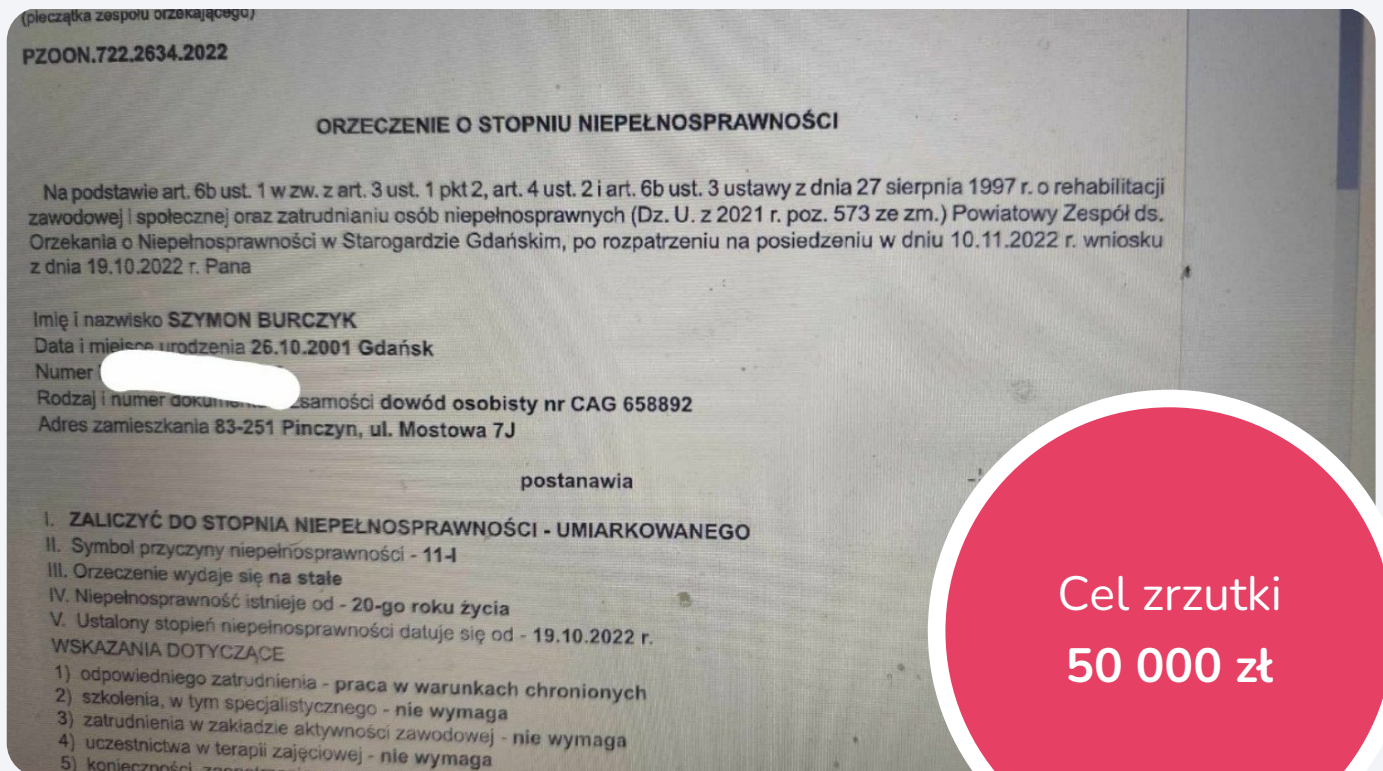 (pieczątka zespołu orzekającego)
PZOON.722.2634.2022
ORZECZENIE O STOPNIU NIEPEŁNOSPRAWNOŚCI
Na podstawie art. 6b ust. 1 w zw. z art. 3 ust. 1 pkt 2, art. 4 ust. 2 i art. 6b ust. 3 ustawy z dnia 27 sierpnia 1997 r. o rehabilitacji
zawodowej i społecznej oraz zatrudnianiu osób niepełnosprawnych (Dz. U. z 2021 r. poz. 573 ze zm.) Powiatowy Zespół ds.
Orzekania o Niepełnosprawności w Starogardzie Gdańskim, po rozpatrzeniu na posiedzeniu w dniu 10.11.2022 r. wniosku
z dnia 19.10.2022 r. Pana
Imię i nazwisko SZYMON BURCZYK
Data i miejsce urodzenia 26.10.2001 Gdańsk
Numer
Rodzaj i numer dokumentu żsamości dowód osobisty nr CAG 658892
Adres zamieszkania 83-251 Pinczyn, ul. Mostowa 7J
postanawia
I. ZALICZYĆ DO STOPNIA NIEPEŁNOSPRAWNOŚCI - UMIARKOWANEGO
II. Symbol przyczyny niepełnosprawności - 11-I
III. Orzeczenie wydaje się na stałe
IV. Niepełnosprawność istnieje od - 20-go roku życia
V. Ustalony stopień niepełnosprawności datuje się od - 19.10.2022 r.
WSKAZANIA DOTYCZĄCE
1) odpowiedniego zatrudnienia - praca w warunkach chronionych
2) szkolenia, w tym specjalistycznego - nie wymaga
3) zatrudnienia w zakładzie aktywności zawodowej - nie wymaga
4) uczestnictwa w terapii zajęciowej - nie wymaga
5) konieczności
Cel zrzutki
50 000 zł